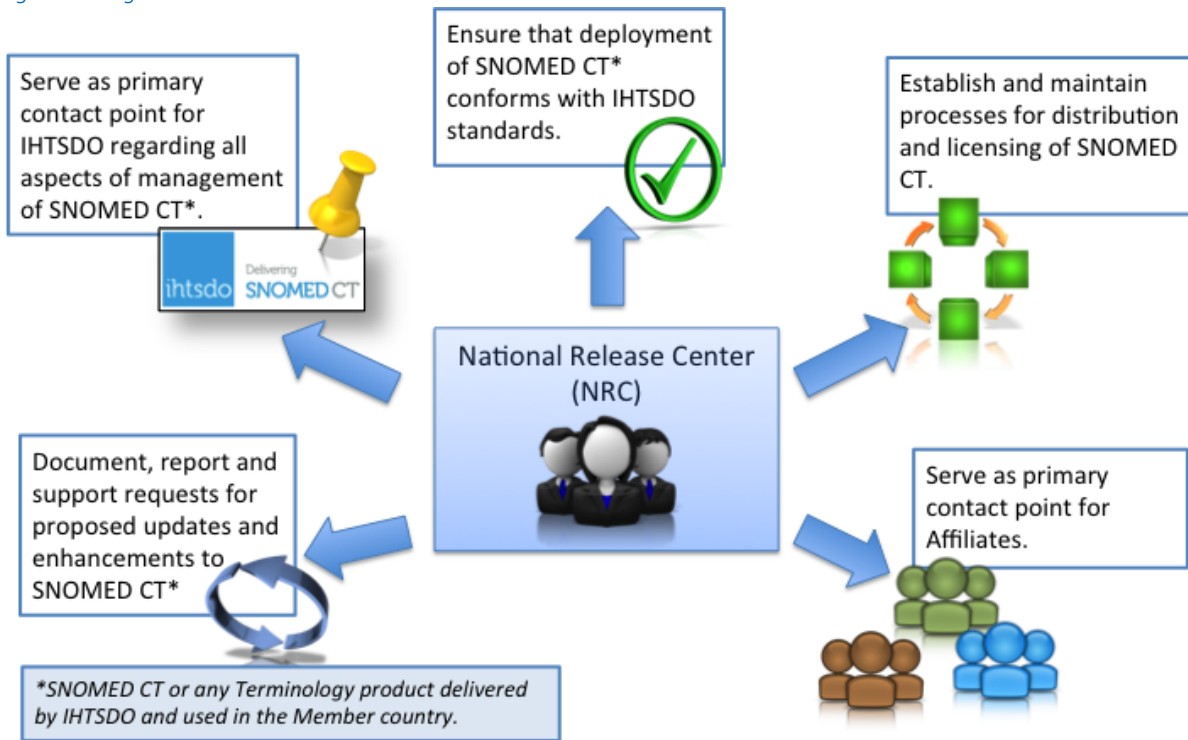 Serve as primary
contact point for
IHTSDO regarding all
aspects of management
of SNOMED CT*.
ihtsdo
Delivering
SNOMED CT
Ensure that deployment
of SNOMED CT*
conforms with IHTSDO
standards.
Establish and maintain
processes for distribution
and licensing of SNOMED
CT.
National Release Center
(NRC)
Document, report and
support requests for
proposed updates and
enhancements to
SNOMED CT*
Serve as primary
contact point for
Affiliates.
*SNOMED CT or any Terminology product delivered
by IHTSDO and used in the Member country.